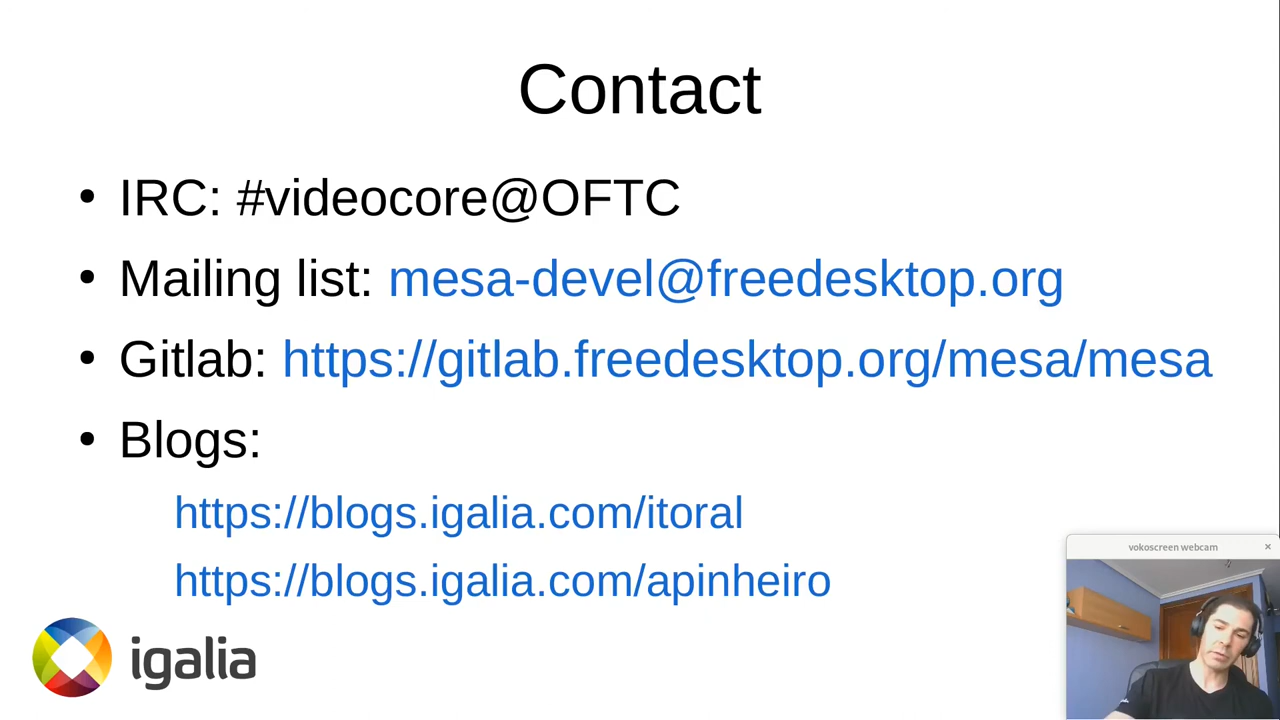 Contact
• IRC: #videocore@OFTC
• Mailing list: mesa-devel@freedesktop.org
• Gitlab: https://gitlab.freedesktop.org/mesa/mesa
• Blogs:
https://blogs.igalia.com/itoral
https://blogs.igalia.com/apinheiro
igalia
vokoscreen webcam ×